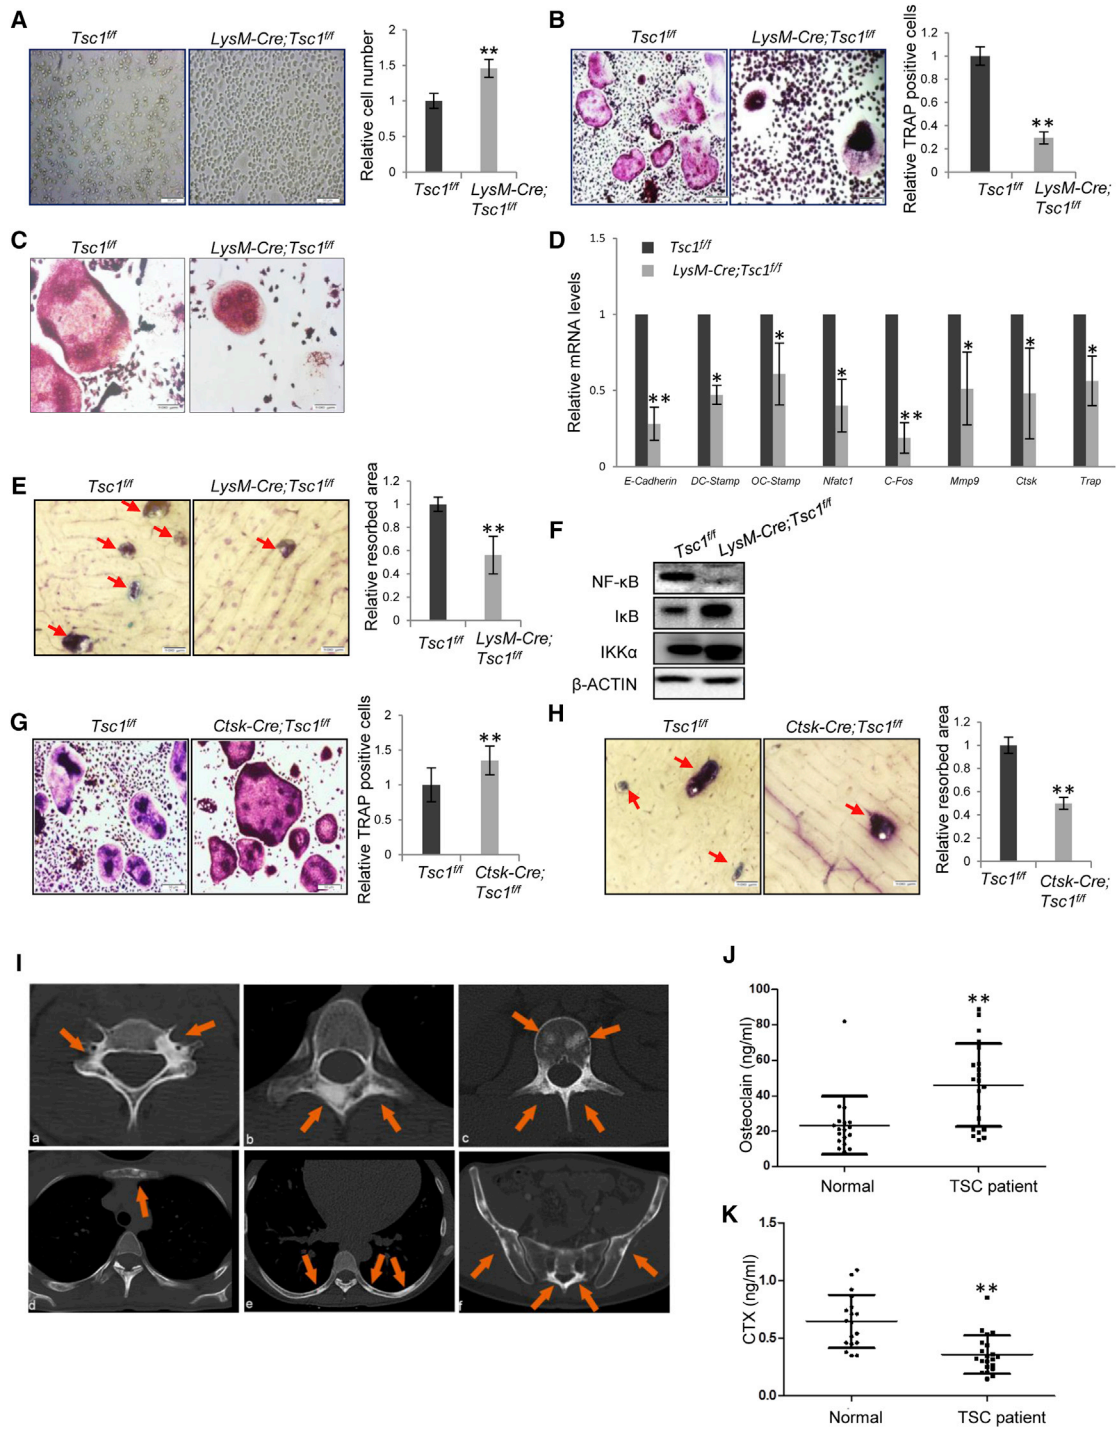 A
Tsc1f/f
LysM-Cre;Tsc1f/f
Relative cell number
2
1.5
1
0.5
0
**
Tsc1f/f
LysM-Cre;
Tsc1f/f
B
Tsc1f/f
LysM-Cre;Tsc1f/f
Relative TRAP positive cells
1.2
1
0.8
0.6
0.4
0.2
0
**
Tsc1f/f
LysM-Cre;
Tsc1f/f
C
Tsc1f/f
LysM-Cre;Tsc1f/f
D
Relative mRNA levels
1.5
1
0.5
0
Tsc1f/f
LysM-Cre;Tsc1f/f
**
*
*
*
**
*
*
*
E-Cadherin
DC-Stamp
OC-Stamp
Nfatc1
C-Fos
Mmp9
Ctsk
Trap
E
Tsc1f/f
LysM-Cre;Tsc1f/f
Relative resorbed area
1.2
1
0.8
0.6
0.4
0.2
0
**
Tsc1f/f
LysM-Cre;
Tsc1f/f
F
Tsc1f/f
LysM-Cre;Tsc1f/f
NF-κB
IκB
IKKα
β-ACTIN
G
Tsc1f/f
Ctsk-Cre;Tsc1f/f
Relative TRAP positive cells
2
1.5
1
0.5
0
**
Tsc1f/f
Ctsk-Cre;
Tsc1f/f
H
Tsc1f/f
Ctsk-Cre;Tsc1f/f
Relative resorbed area
1.2
1
0.8
0.6
0.4
0.2
0
**
Tsc1f/f
Ctsk-Cre;
Tsc1f/f
I
a
b
c
d
e
f
J
Osteoclain (ng/ml)
100
80
60
40
20
0
**
Normal
TSC patient
K
CTX (ng/ml)
1.5
1.0
0.5
0.0
**
Normal
TSC patient